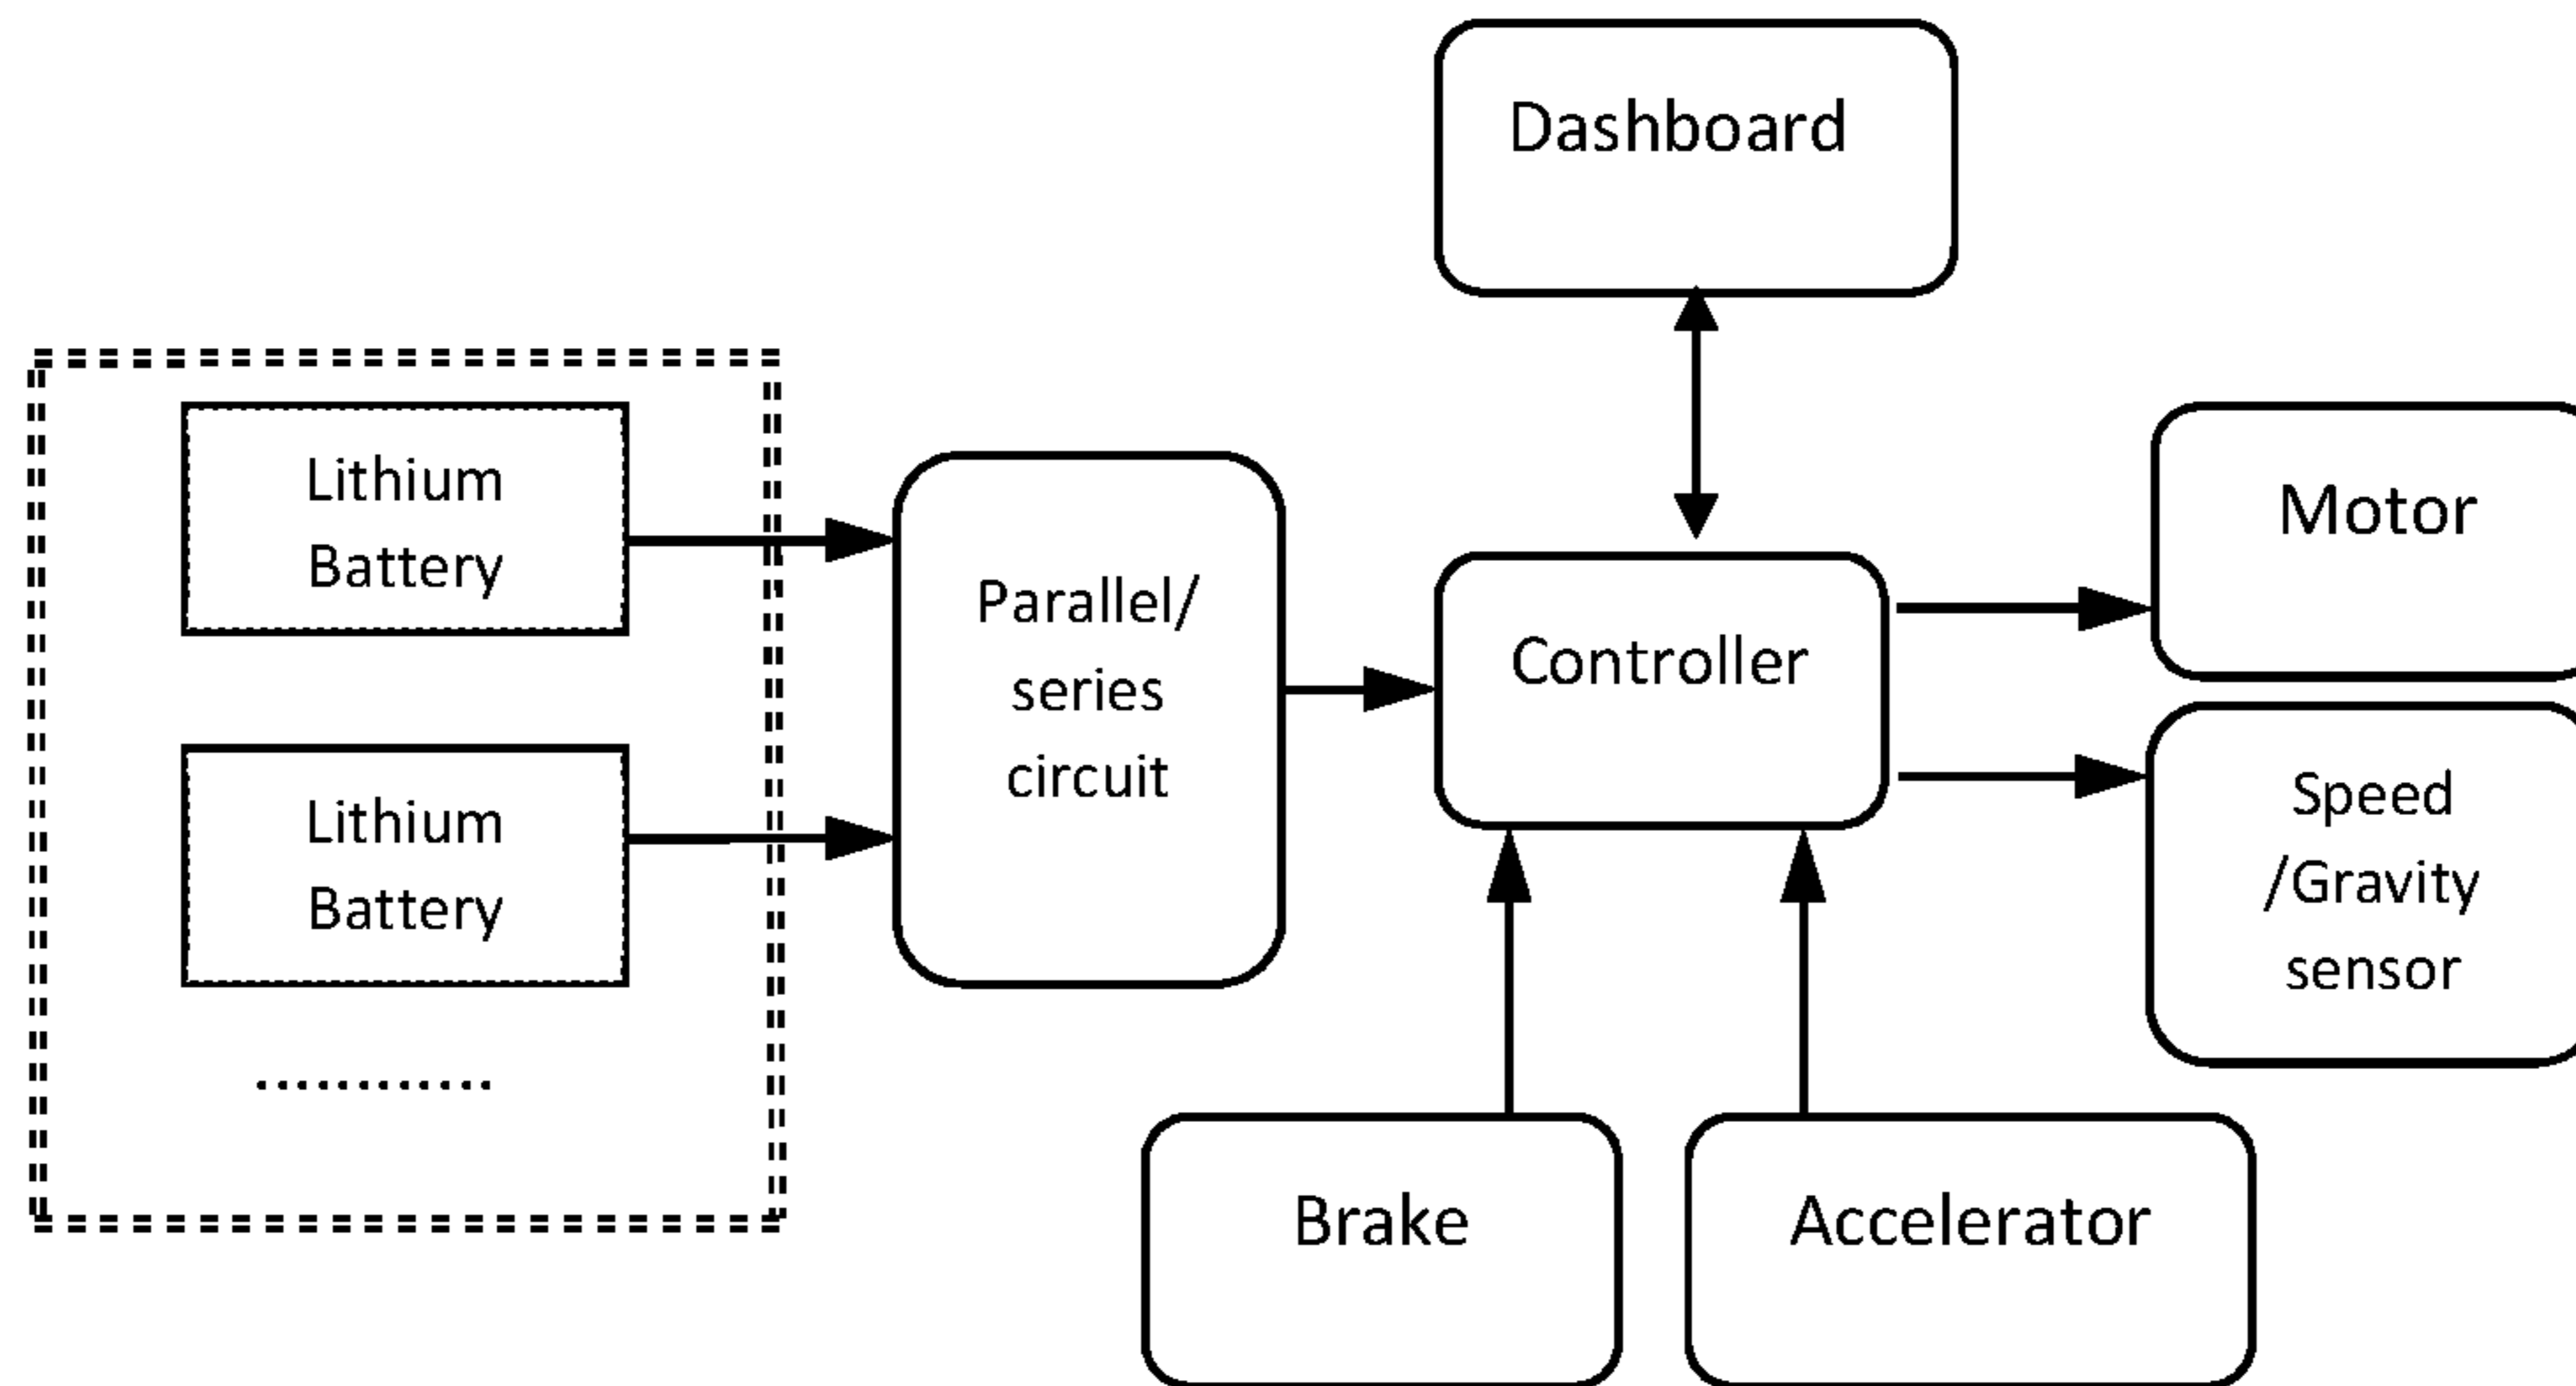 Dashboard
Lithium
Battery
Parallel/
series
circuit
Controller
Motor
Lithium
Battery
Speed
/Gravity
sensor
............
Brake
Accelerator